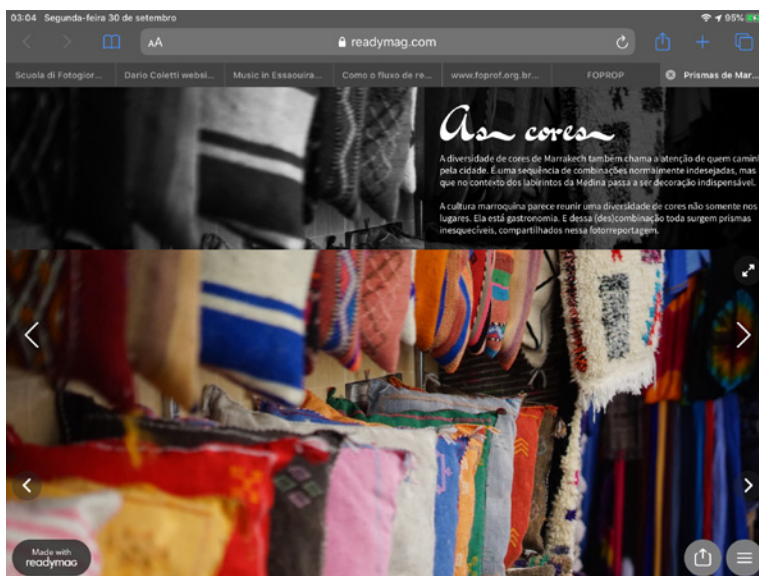 03:04 Segunda-feira 30 de setembro
95%
AA
readymag.com
Scuola di Fotogior...
Dario Coletti websi...
Music in Essaouira...
Como o fluxo de re...
www.foprof.org.br...
FOPROP
Prismas de Mar...
As cores
A diversidade de cores de Marrakech também chama a atenção de quem camin
pela cidade. É uma sequência de combinações normalmente indesejadas, mas
que no contexto dos labirintos da Medina passa a ser decoração indispensável.
A cultura marroquina parece reunir uma diversidade de cores não somente nos
lugares. Ela está gastronomia. E dessa (des)combinação toda surgem prismas
inesquecíveis, compartilhados nessa fotorreportagem.
Made with
readymag